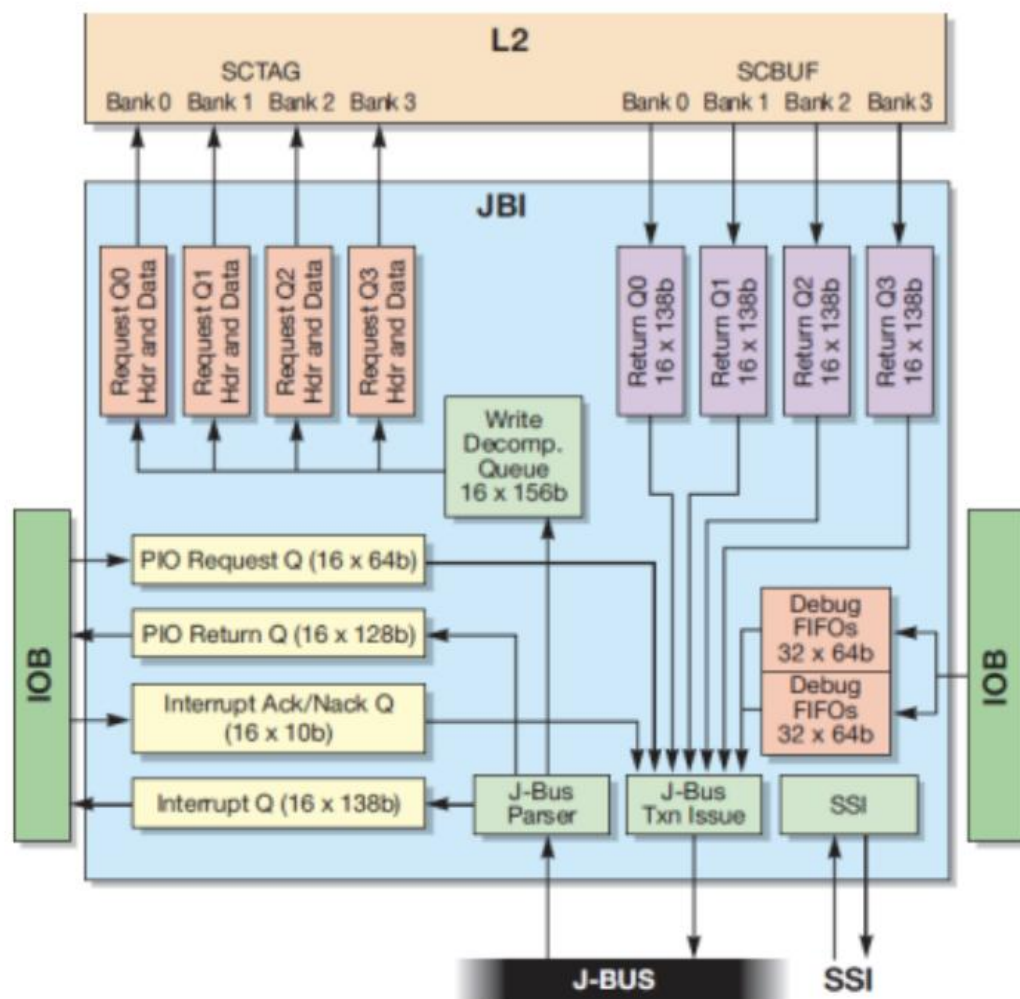 L2
SCTAG
SCBUF
Bank 0 Bank 1 Bank 2 Bank 3
Bank 0 Bank 1 Bank 2 Bank 3
JBI
Request Q0
Hdr and Data
Request Q1
Hdr and Data
Request Q2
Hdr and Data
Request Q3
Hdr and Data
Return Q0
16 x 138b
Return Q1
16 x 138b
Return Q2
16 x 138b
Return Q3
16 x 138b
Write
Decomp.
Queue
16 x 156b
IOB
PIO Request Q (16 x 64b)
PIO Return Q (16 x 128b)
Interrupt Ack/Nack Q
(16 x 10b)
Interrupt Q (16 x 138b)
Debug
FIFOs
32 x 64b
Debug
FIFOs
32 x 64b
IOB
J-Bus
Parser
J-Bus
Txn Issue
SSI
J-BUS
SSI